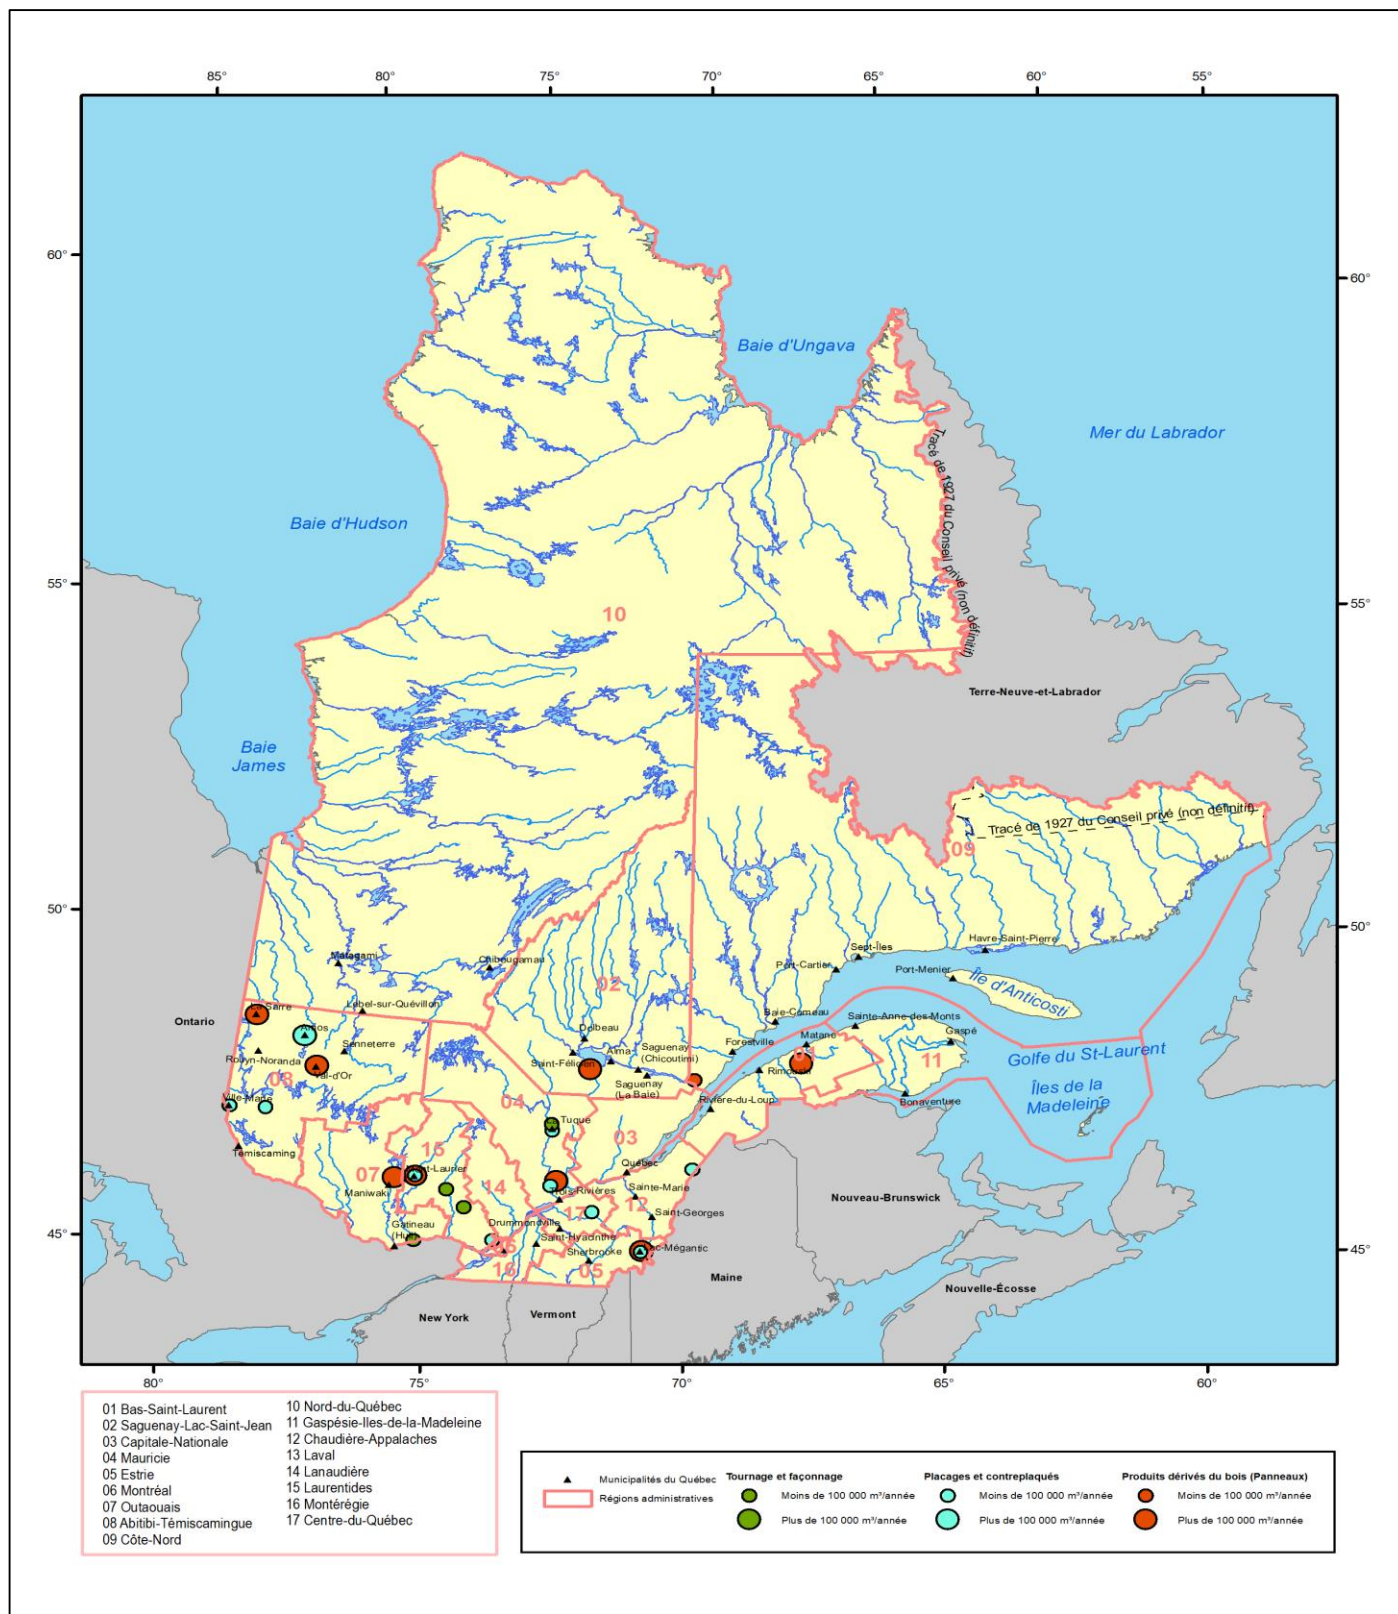 85°
80°
75°
70°
65°
60°
55°
60°
60°
Baie d'Ungava
Mer du Labrador
Tracé de 1927 du Conseil privé (non définitif)
Baie d'Hudson
55°
55°
10
Terre-Neuve-et-Labrador
Baie
James
Tracé de 1927 du Conseil privé (non définitif)
09
50°
50°
Havre-Saint-Pierre
Sept-Îles
Matagami
Chibougamau
Port-Cartier
Port-Menier
Île d'Anticosti
02
La Sarre
Lebel-sur-Quévillon
Baie-Comeau
Sainte-Anne-des-Monts
Ontario
Amos
Dolbeau
Matane
Gaspé
Senneterre
Alma
Saguenay
(Chicoutimi)
Forestville
01
11
Golfe du St-Laurent
Rouyn-Noranda
Saint-Félicien
Val-d'Or
Rimouski
08
Saguenay
(La Baie)
Îles de la
Madeleine
Ville-Marie
04
Rivière-du-Loup
Bonaventure
Tuque
03
Témiscaming
15
07
Mont-Laurier
Québec
Maniwaki
14
Trois-Rivières
Sainte-Marie
Nouveau-Brunswick
17
12
Saint-Georges
Gatineau
(Hull)
Drummondville
45°
45°
Saint-Hyacinthe
Sherbrooke
Lac-Mégantic
16
05
Maine
Nouvelle-Écosse
New York
Vermont
80°
75°
70°
65°
60°
01 Bas-Saint-Laurent
02 Saguenay-Lac-Saint-Jean
03 Capitale-Nationale
04 Mauricie
05 Estrie
06 Montréal
07 Outaouais
08 Abitibi-Témiscamingue
09 Côte-Nord
10 Nord-du-Québec
11 Gaspésie-Iles-de-la-Madeleine
12 Chaudière-Appalaches
13 Laval
14 Lanaudière
15 Laurentides
16 Montérégie
17 Centre-du-Québec
Municipalités du Québec
Régions administratives
Tournage et façonnage
Moins de 100 000 m³/année
Plus de 100 000 m³/année
Placages et contreplaqués
Moins de 100 000 m³/année
Plus de 100 000 m³/année
Produits dérivés du bois (Panneaux)
Moins de 100 000 m³/année
Plus de 100 000 m³/année